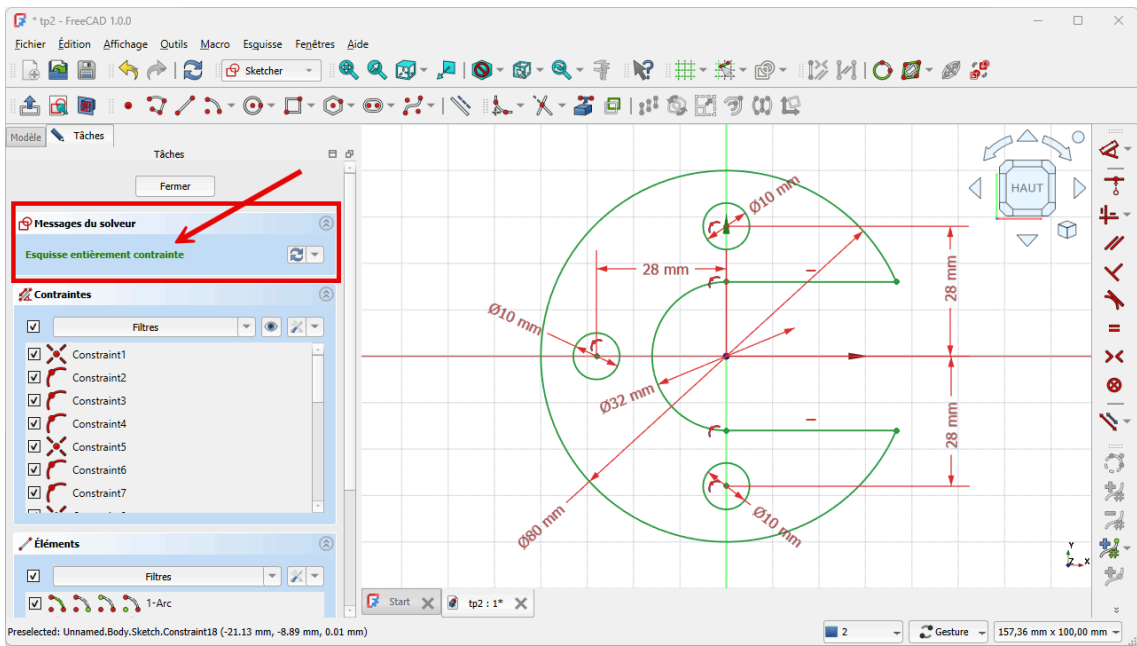 * tp2 - FreeCAD 1.0.0
Fichier Édition Affichage Outils Macro Esquisse Fenêtres Aide
Sketcher
Modèle Tâches
Tâches
Fermer
Messages du solveur
Esquisse entièrement contrainte
Contraintes
Filtres
Constraint1
Constraint2
Constraint3
Constraint4
Constraint5
Constraint6
Constraint7
Éléments
Filtres
1-Arc
Ø10 mm
28 mm
28 mm
Ø10 mm
Ø32 mm
28 mm
Ø80 mm
Ø10 mm
HAUT
Y
Z X
Start tp2 : 1*
Preselected: Unnamed.Body.Sketch.Constraint18 (-21.13 mm, -8.89 mm, 0.01 mm)
2 Gesture 157,36 mm x 100,00 mm